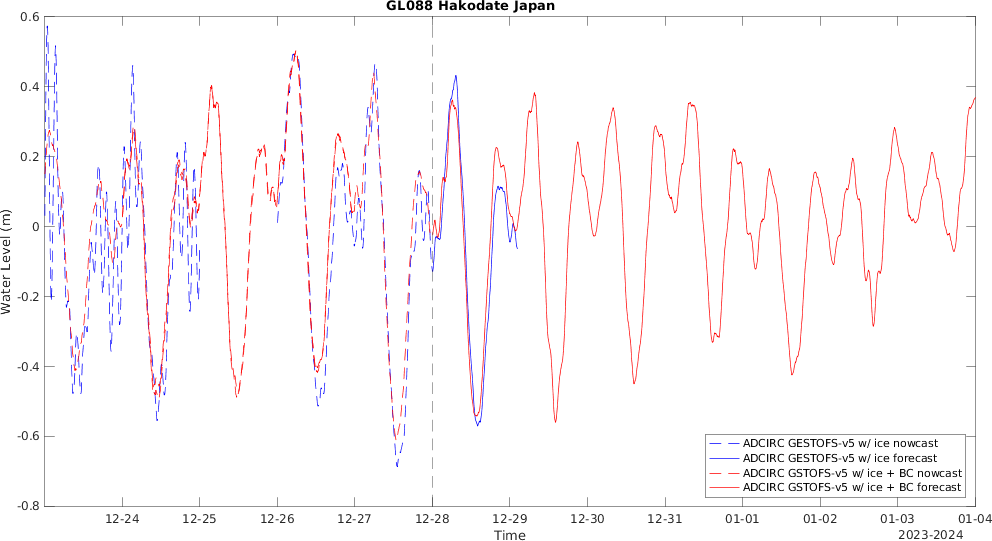 GL088 Hakodate Japan
0.6
0.4
0.2
0
-0.2
-0.4
-0.6
-0.8
Water Level (m)
ADCIRC GESTOFS-v5 w/ ice nowcast
ADCIRC GESTOFS-v5 w/ ice forecast
ADCIRC GSTOFS-v5 w/ ice + BC nowcast
ADCIRC GSTOFS-v5 w/ ice + BC forecast
12-24 12-25 12-26 12-27 12-28 12-29 12-30 12-31 01-01 01-02 01-03 01-04
Time
2023-2024